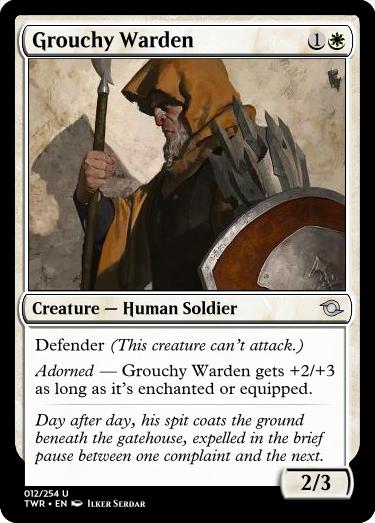 Grouchy Warden 1
Creature — Human Soldier
Defender (This creature can't attack.)
Adorned — Grouchy Warden gets +2/+3
as long as it's enchanted or equipped.
Day after day, his spit coats the ground
beneath the gatehouse, expelled in the brief
pause between one complaint and the next.
2/3
012/254 U
TWR • EN Ilker Serdar